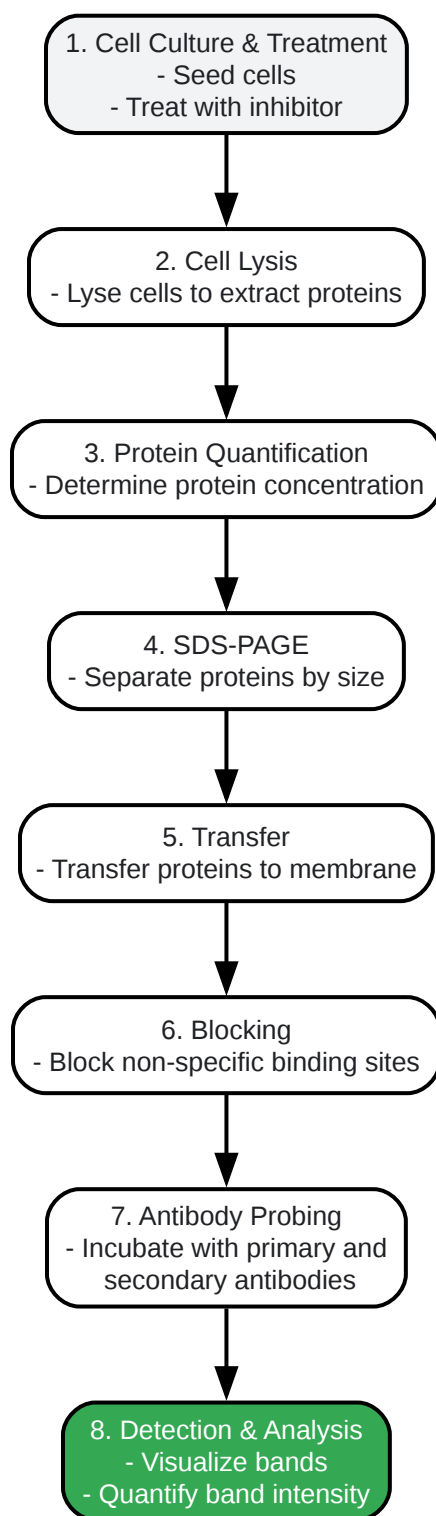 1. Cell Culture & Treatment
- Seed cells
- Treat with inhibitor
2. Cell Lysis
- Lyse cells to extract proteins
3. Protein Quantification
- Determine protein concentration
4. SDS-PAGE
- Separate proteins by size
5. Transfer
- Transfer proteins to membrane
6. Blocking
- Block non-specific binding sites
7. Antibody Probing
- Incubate with primary and
secondary antibodies
8. Detection & Analysis
- Visualize bands
- Quantify band intensity